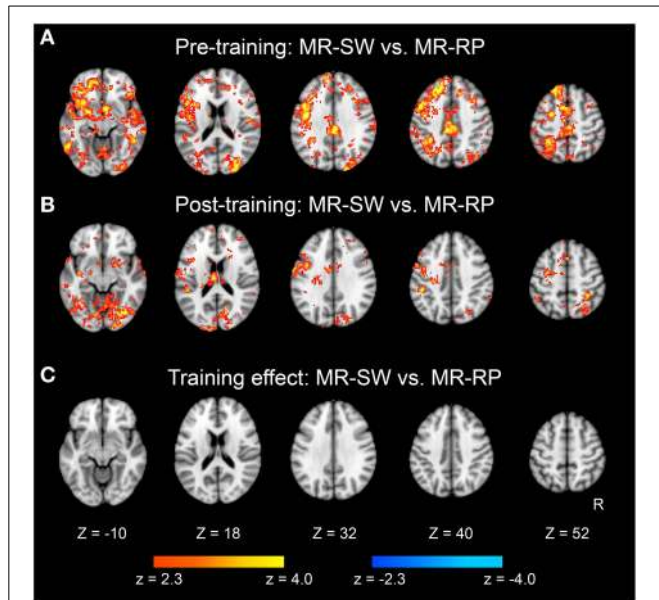 A
Pre-training: MR-SW vs. MR-RP
B
Post-training: MR-SW vs. MR-RP
C
Training effect: MR-SW vs. MR-RP
R
Z = -10 Z = 18 Z = 32 Z = 40 Z = 52
z = 2.3 z = 4.0 z = -2.3 z = -4.0